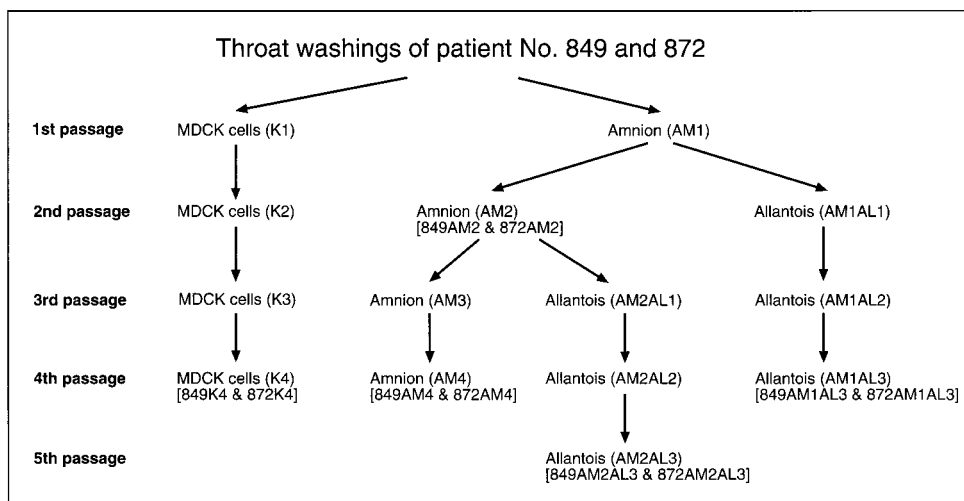 Throat washings of patient No. 849 and 872
1st passage MDCK cells (K1) Amnion (AM1)
2nd passage MDCK cells (K2) Amnion (AM2) Allantois (AM1AL1)
[849AM2 & 872AM2]
3rd passage MDCK cells (K3) Amnion (AM3) Allantois (AM2AL1) Allantois (AM1AL2)
4th passage MDCK cells (K4) Amnion (AM4) Allantois (AM2AL2) Allantois (AM1AL3)
[849K4 & 872K4] [849AM4 & 872AM4] [849AM1AL3 & 872AM1AL3]
5th passage Allantois (AM2AL3)
[849AM2AL3 & 872AM2AL3]